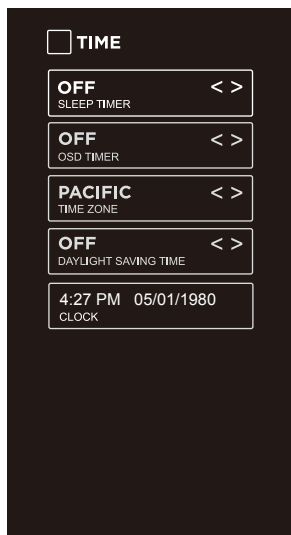 TIME
OFF < >
SLEEP TIMER
OFF < >
OSD TIMER
PACIFIC < >
TIME ZONE
OFF < >
DAYLIGHT SAVING TIME
4:27 PM 05/01/1980
CLOCK